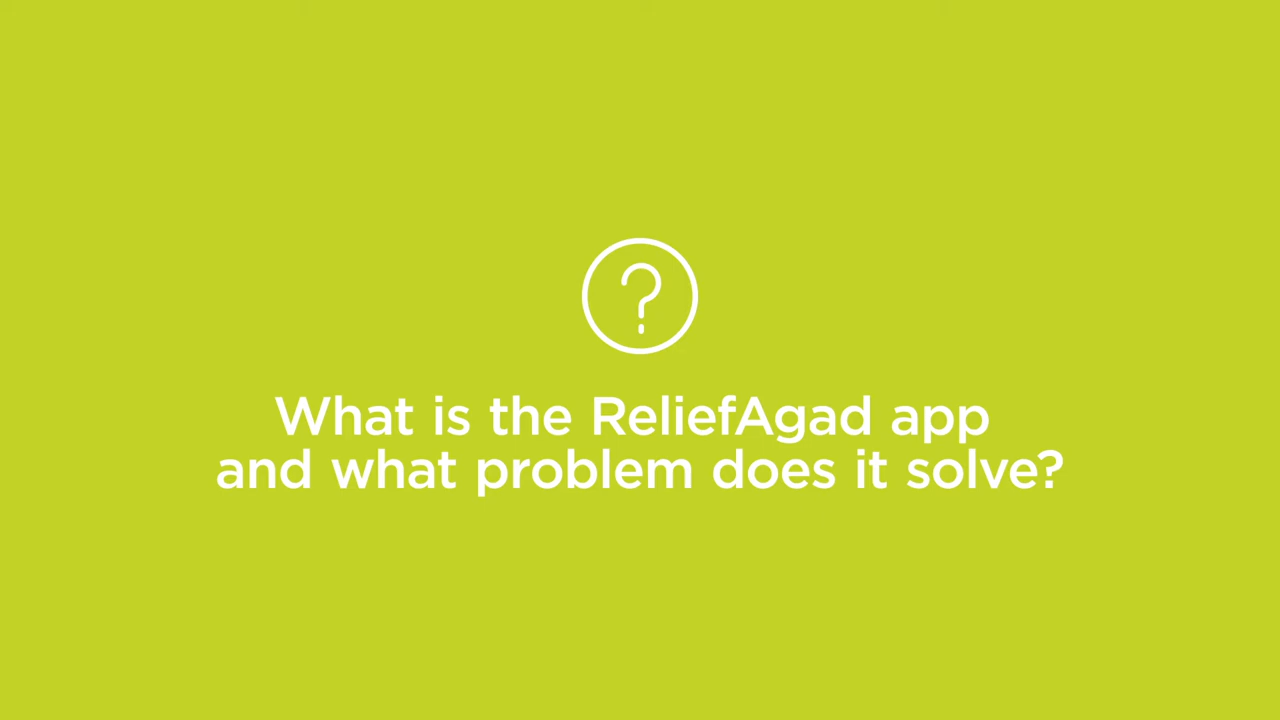 What is the ReliefAgad app
and what problem does it solve?